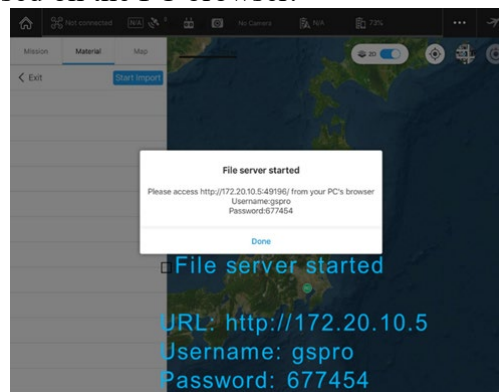 Not connected
N/A
No Camera
N/A
73%
Mission Material Map
Exit Start Import
2D
File server started
Please access http://172.20.10.5:49196/ from your PC's browser
Username:gspro
Password:677454
Done
File server started
URL: http://172.20.10.5
Username: gspro
Password: 677454